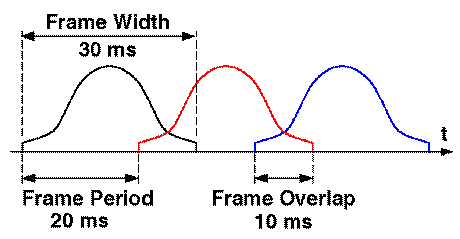 Frame Width
30 ms
t
Frame Period
20 ms
Frame Overlap
10 ms